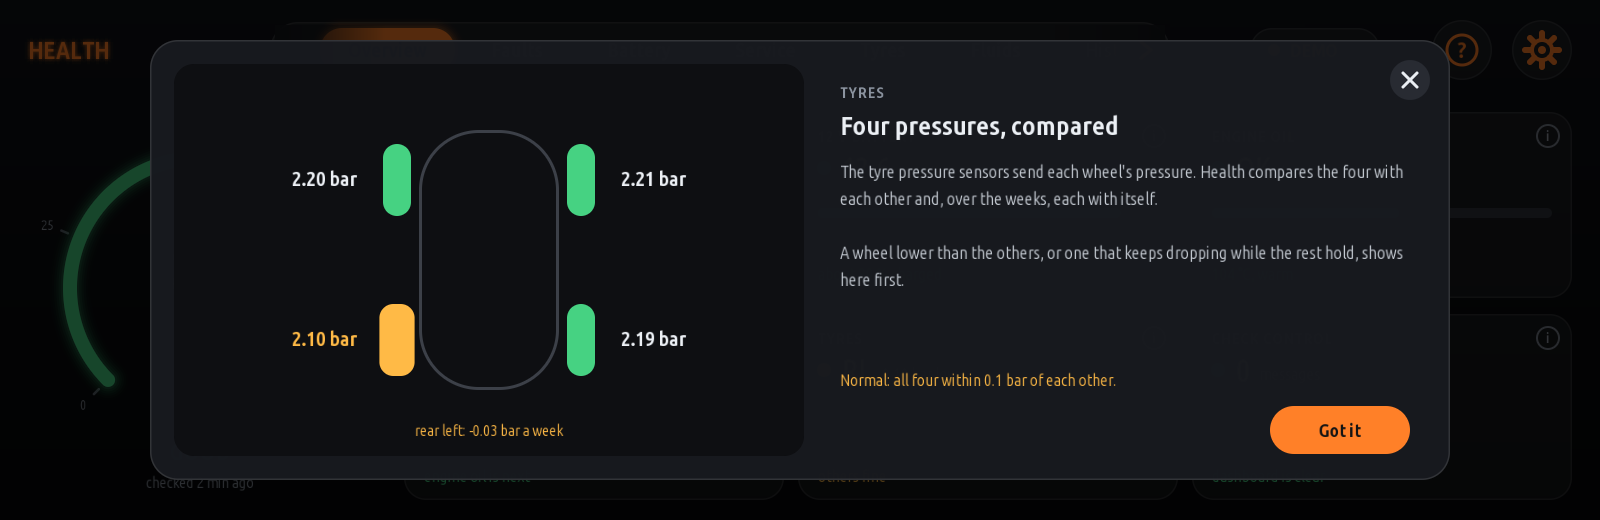 HEALTH
?
TYRES
Four pressures, compared
The tyre pressure sensors send each wheel's pressure. Health compares the four with
each other and, over the weeks, each with itself.
A wheel lower than the others, or one that keeps dropping while the rest hold, shows
here first.
Normal: all four within 0.1 bar of each other.
Got it
2.20 bar
2.21 bar
2.10 bar
2.19 bar
rear left: -0.03 bar a week
25
0
checked 2 min ago
i
i